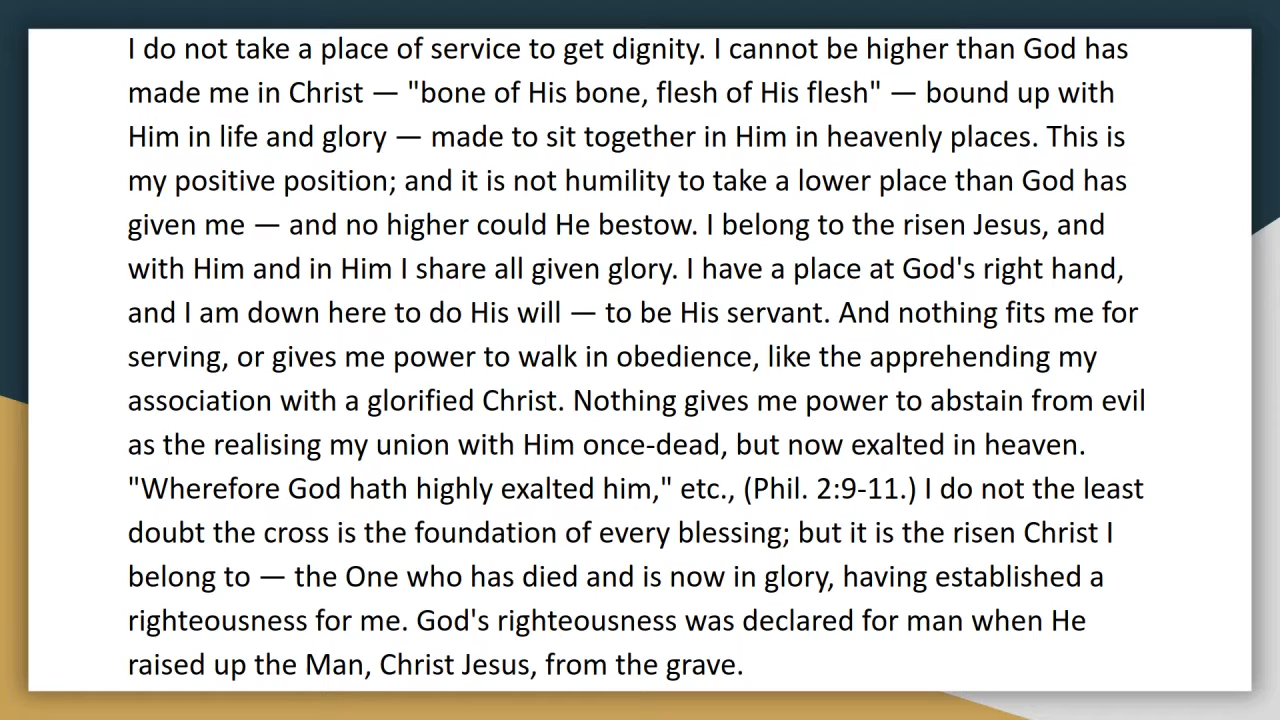 I do not take a place of service to get dignity. I cannot be higher than God has
made me in Christ — "bone of His bone, flesh of His flesh" — bound up with
Him in life and glory — made to sit together in Him in heavenly places. This is
my positive position; and it is not humility to take a lower place than God has
given me — and no higher could He bestow. I belong to the risen Jesus, and
with Him and in Him I share all given glory. I have a place at God's right hand,
and I am down here to do His will — to be His servant. And nothing fits me for
serving, or gives me power to walk in obedience, like the apprehending my
association with a glorified Christ. Nothing gives me power to abstain from evil
as the realising my union with Him once-dead, but now exalted in heaven.
"Wherefore God hath highly exalted him," etc., (Phil. 2:9-11.) I do not the least
doubt the cross is the foundation of every blessing; but it is the risen Christ I
belong to — the One who has died and is now in glory, having established a
righteousness for me. God's righteousness was declared for man when He
raised up the Man, Christ Jesus, from the grave.